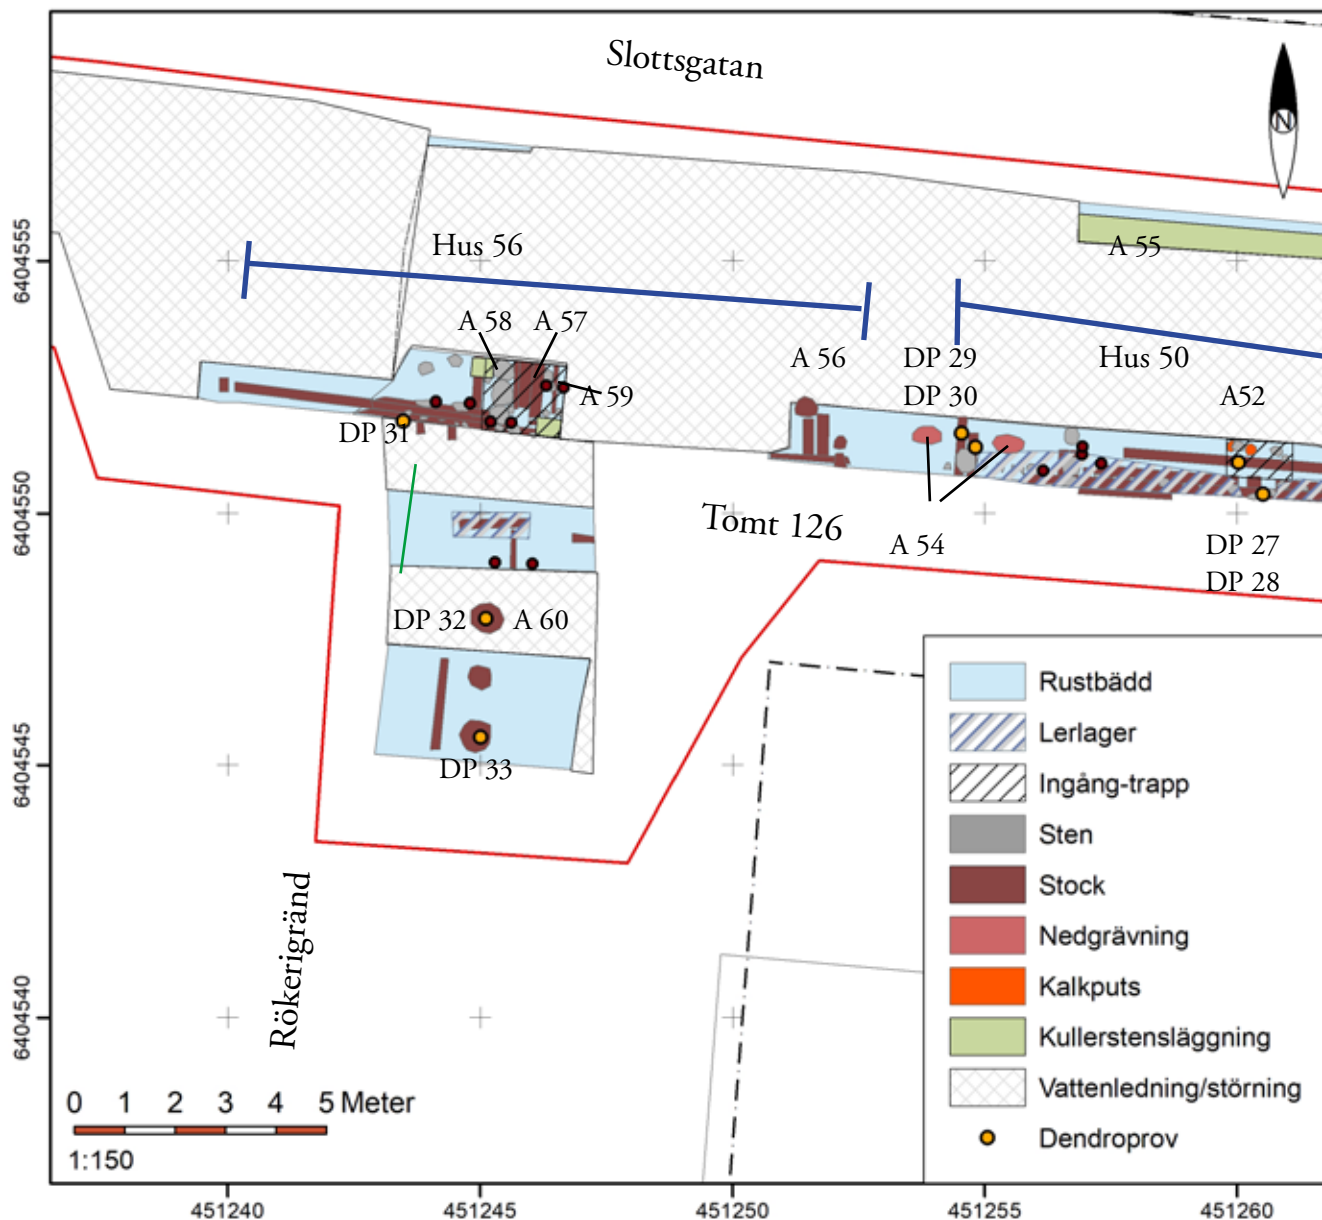 Slottsgatan
N
6404555
Hus 56
A 55
A 58
A 57
A 56
DP 29
Hus 50
A 59
DP 30
A52
DP 31
6404550
Tomt 126
A 54
DP 27
DP 28
DP 32
A 60
DP 33
6404545
Rökerigränd
6404540
Rustbädd
Lerlager
Ingång-trapp
Sten
Stock
Nedgrävning
Kalkputs
Kullerstensläggning
Vattenledning/störning
Dendroprov
0 1 2 3 4 5 Meter
1:150
451240 451245 451250 451255 451260